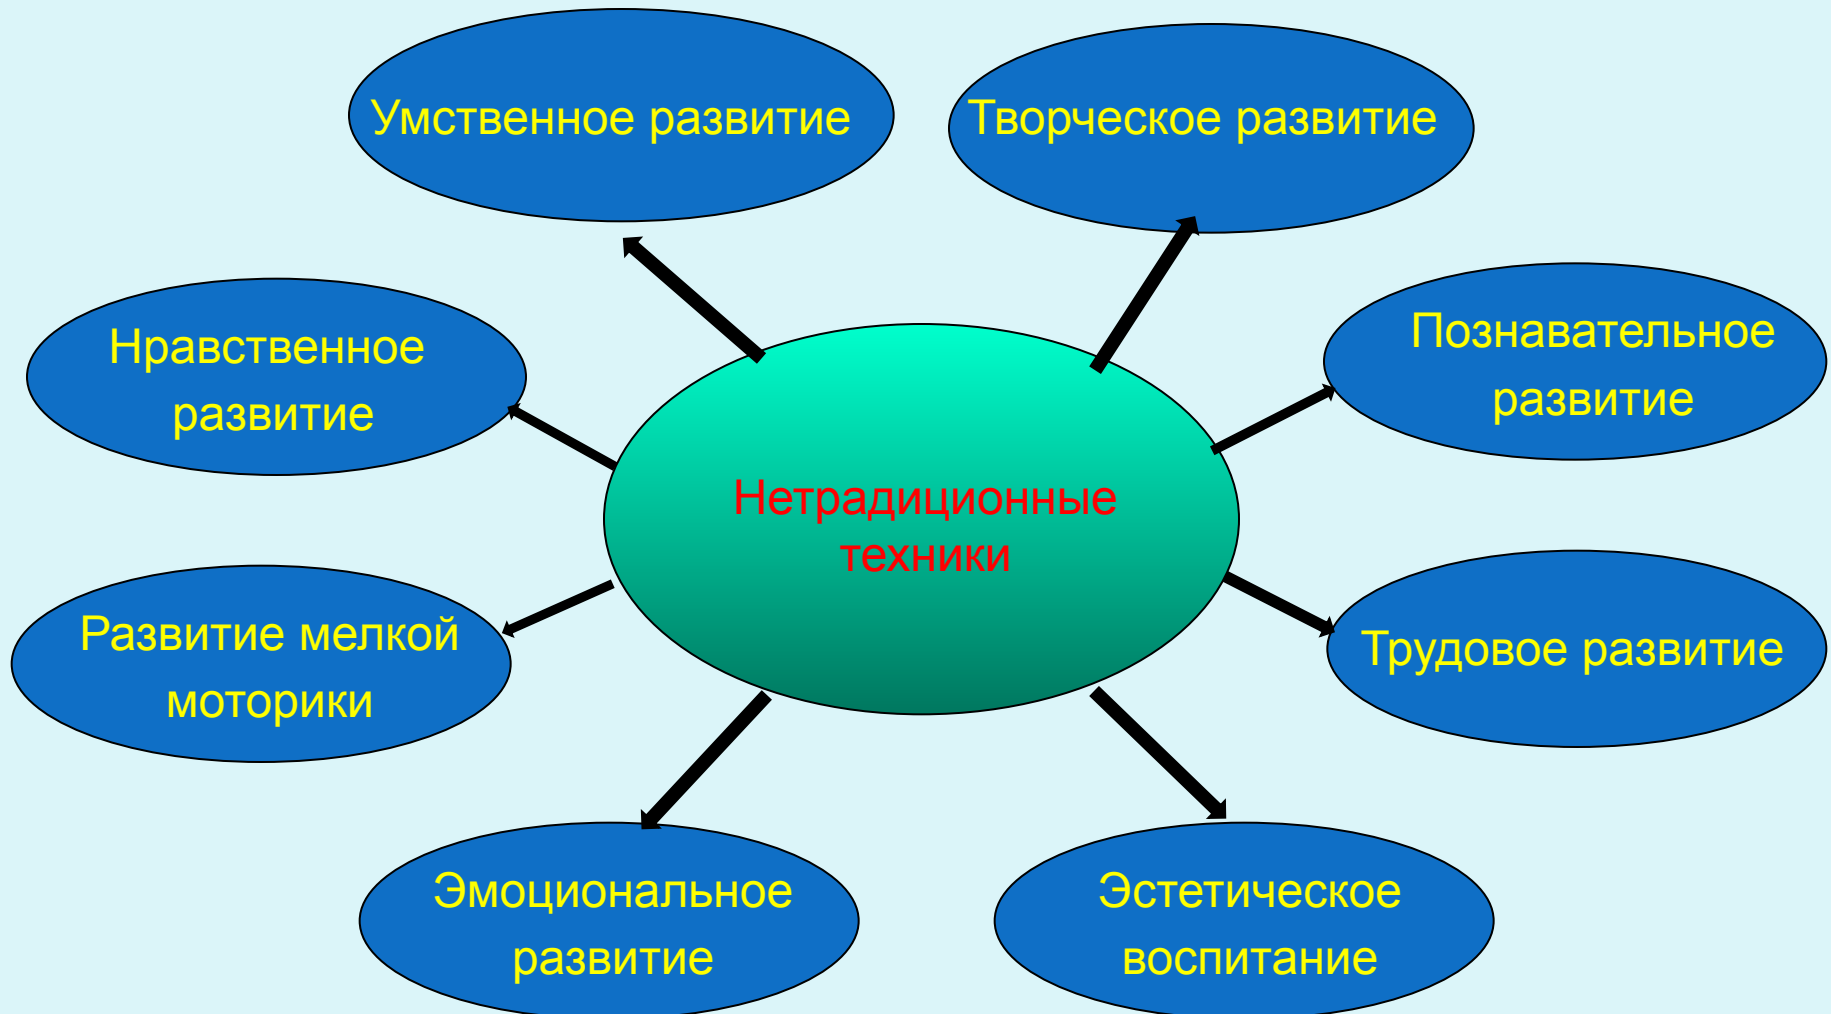 Умственное развитие
Творческое развитие
Нравственное
развитие
Познавательное
развитие
Нетрадиционные
техники
Развитие мелкой
моторики
Трудовое развитие
Эмоциональное
развитие
Эстетическое
воспитание